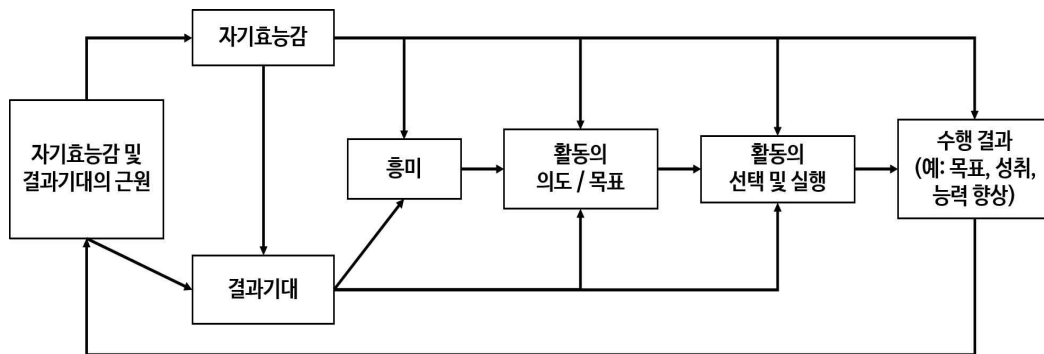 자기효능감
자기효능감 및
결과기대의 근원
흥미
활동의
의도 / 목표
활동의
선택 및 실행
수행 결과
(예: 목표, 성취,
능력 향상)
결과기대